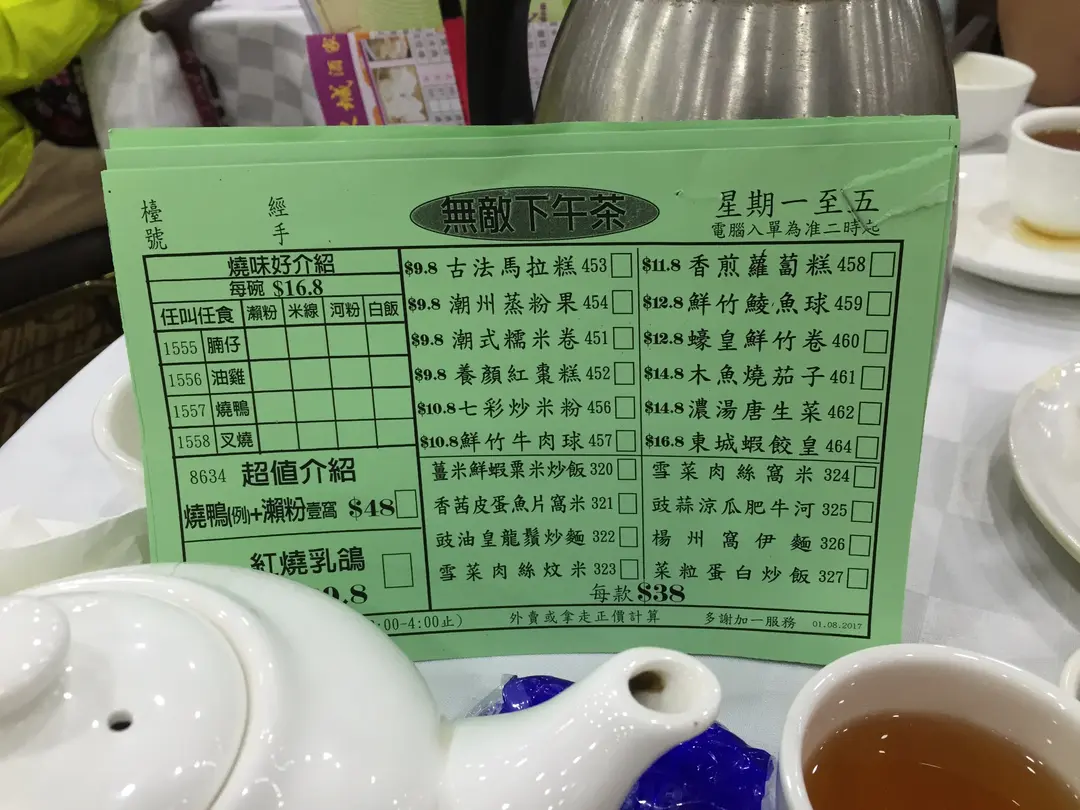 酒家
檯號
經手
無敵下午茶
星期一至五
電腦入單為准二時起
燒味好介紹
每碗 $16.8
任叫任食 瀨粉 米線 河粉 白飯
1555 腩仔
1556 油雞
1557 燒鴨
1558 叉燒
8634 超值介紹
燒鴨(例)+瀨粉壹窩 $48
紅燒乳鴿
9.8
$9.8 古法馬拉糕 453
$9.8 潮州蒸粉果 454
$9.8 潮式糯米卷 451
$9.8 養顏紅棗糕 452
$10.8 七彩炒米粉 456
$10.8 鮮竹牛肉球 457
$11.8 香煎蘿蔔糕 458
$12.8 鮮竹鯪魚球 459
$12.8 蠔皇鮮竹卷 460
$14.8 木魚燒茄子 461
$14.8 濃湯唐生菜 462
$16.8 東城蝦餃皇 464
薑米鮮蝦粟米炒飯 320
香茜皮蛋魚片窩米 321
豉油皇龍鬚炒麵 322
雪菜肉絲炆米 323
雪菜肉絲窩米 324
豉蒜涼瓜肥牛河 325
楊州窩伊麵 326
菜粒蛋白炒飯 327
每款 $38
:00-4:00止)
外賣或拿走正價計算
多謝加一服務
01.08.2017